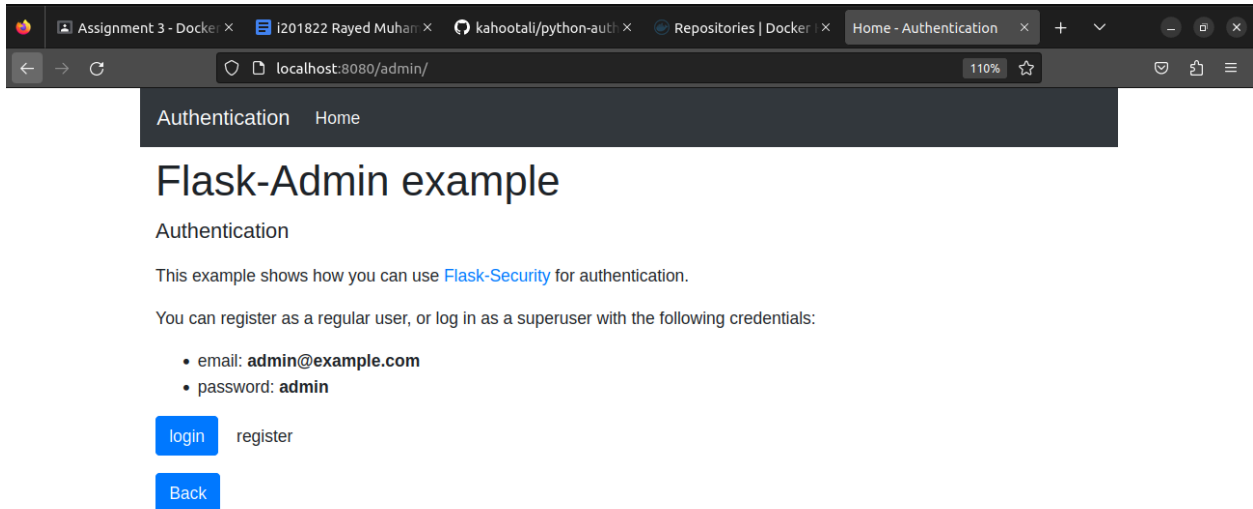 Assignment 3 - Docker
i201822 Rayed Muham
kahootali/python-auth
Repositories | Docker
Home - Authentication
localhost:8080/admin/
110%
Authentication Home
Flask-Admin example
Authentication
This example shows how you can use Flask-Security for authentication.
You can register as a regular user, or log in as a superuser with the following credentials:
• email: admin@example.com
• password: admin
login register
Back